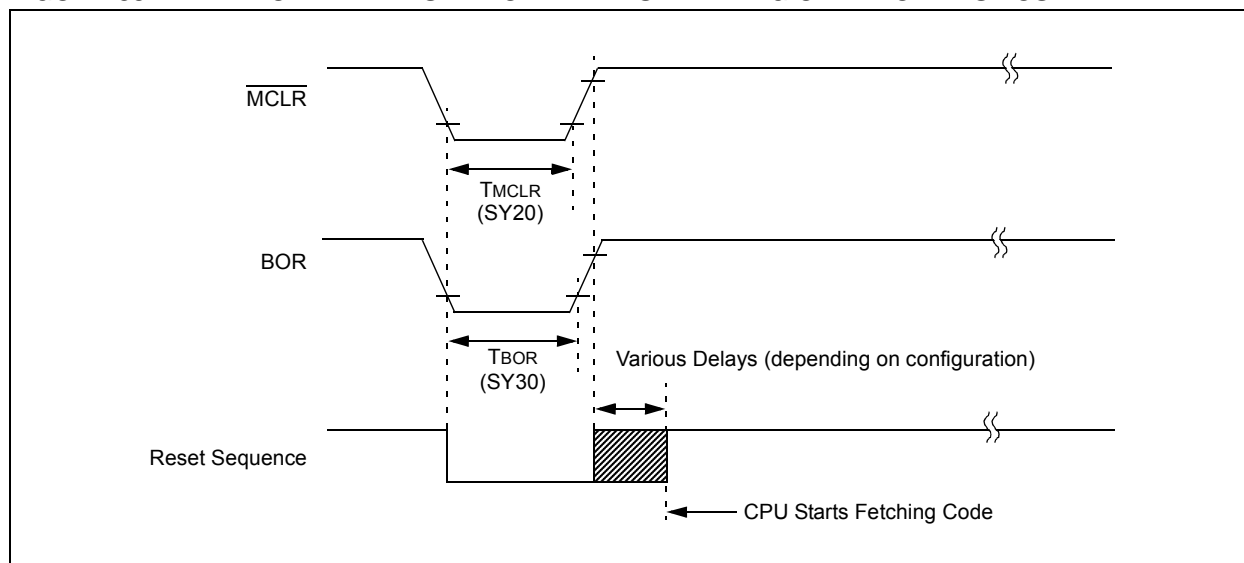 MCLR
TMCLR
(SY20)
BOR
TBOR
(SY30)
Various Delays (depending on configuration)
Reset Sequence
CPU Starts Fetching Code